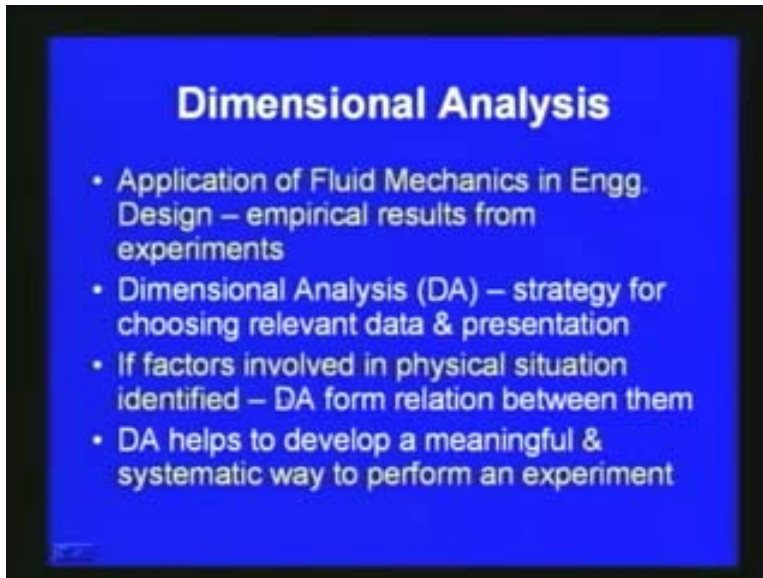 Dimensional Analysis
• Application of Fluid Mechanics in Engg.
Design – empirical results from
experiments
• Dimensional Analysis (DA) – strategy for
choosing relevant data & presentation
• If factors involved in physical situation
identified – DA form relation between them
• DA helps to develop a meaningful &
systematic way to perform an experiment